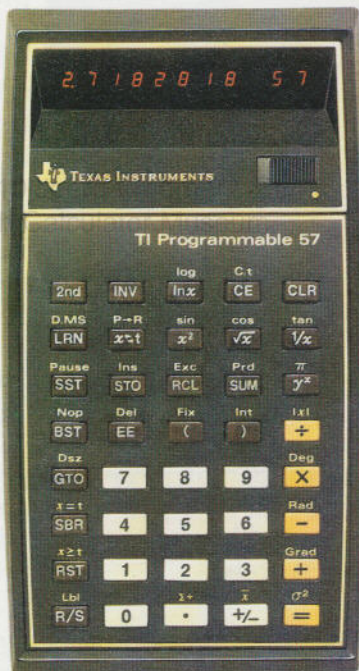 2.7182818 57
TEXAS INSTRUMENTS
TI Programmable 57
log C.t
2nd INV lnx CE CLR
D.MS P→R sin cos tan
LRN x⇄t x² √x 1/x
Pause Ins Exc Prd π
SST STO RCL SUM yˣ
Nop Del Fix Int |x|
BST EE ( ) ÷
Dsz Deg
GTO 7 8 9 ×
x=t Rad
SBR 4 5 6 −
x≥t Grad
RST 1 2 3 +
Lbl Σ+ x̄ σ²
R/S 0 . +/− =